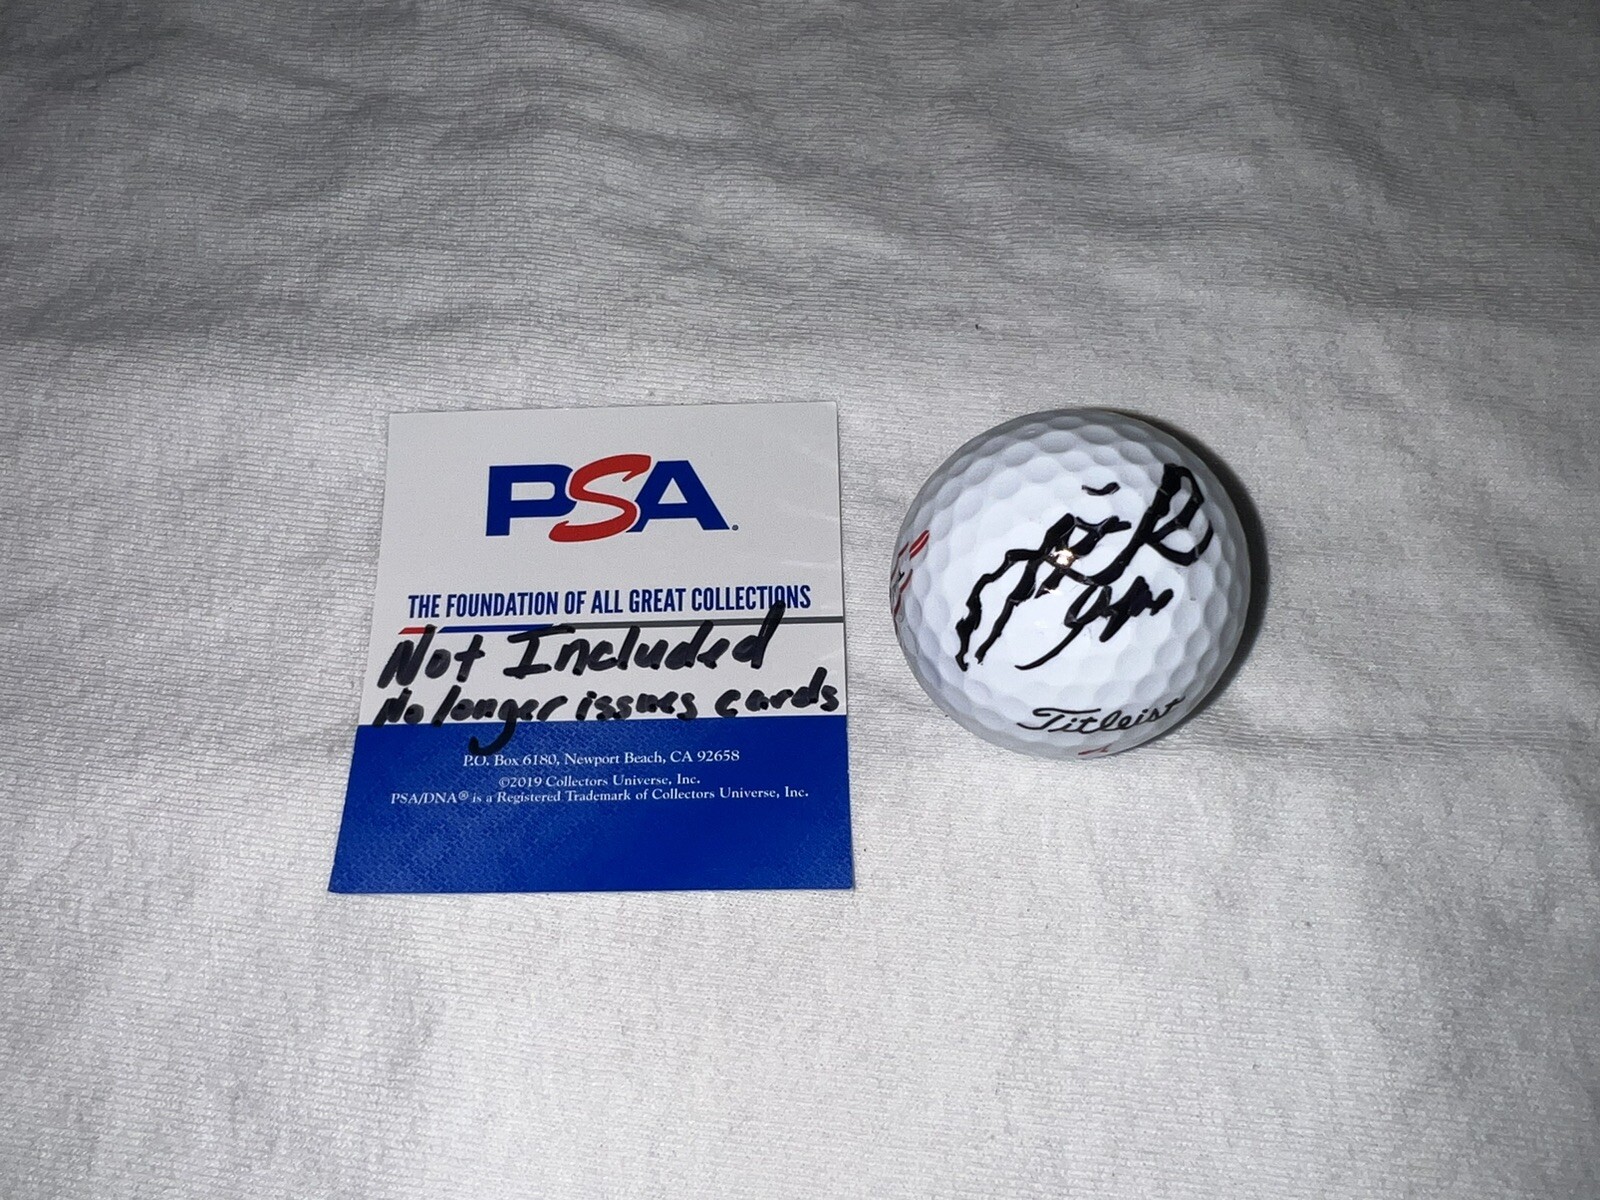 PSA
THE FOUNDATION OF ALL GREAT COLLECTIONS
Not Included
No longer issues cards
P.O. Box 6180, Newport Beach, CA 92658
©2019 Collectors Universe, Inc.
PSA/DNA® is a Registered Trademark of Collectors Universe, Inc.
Titleist